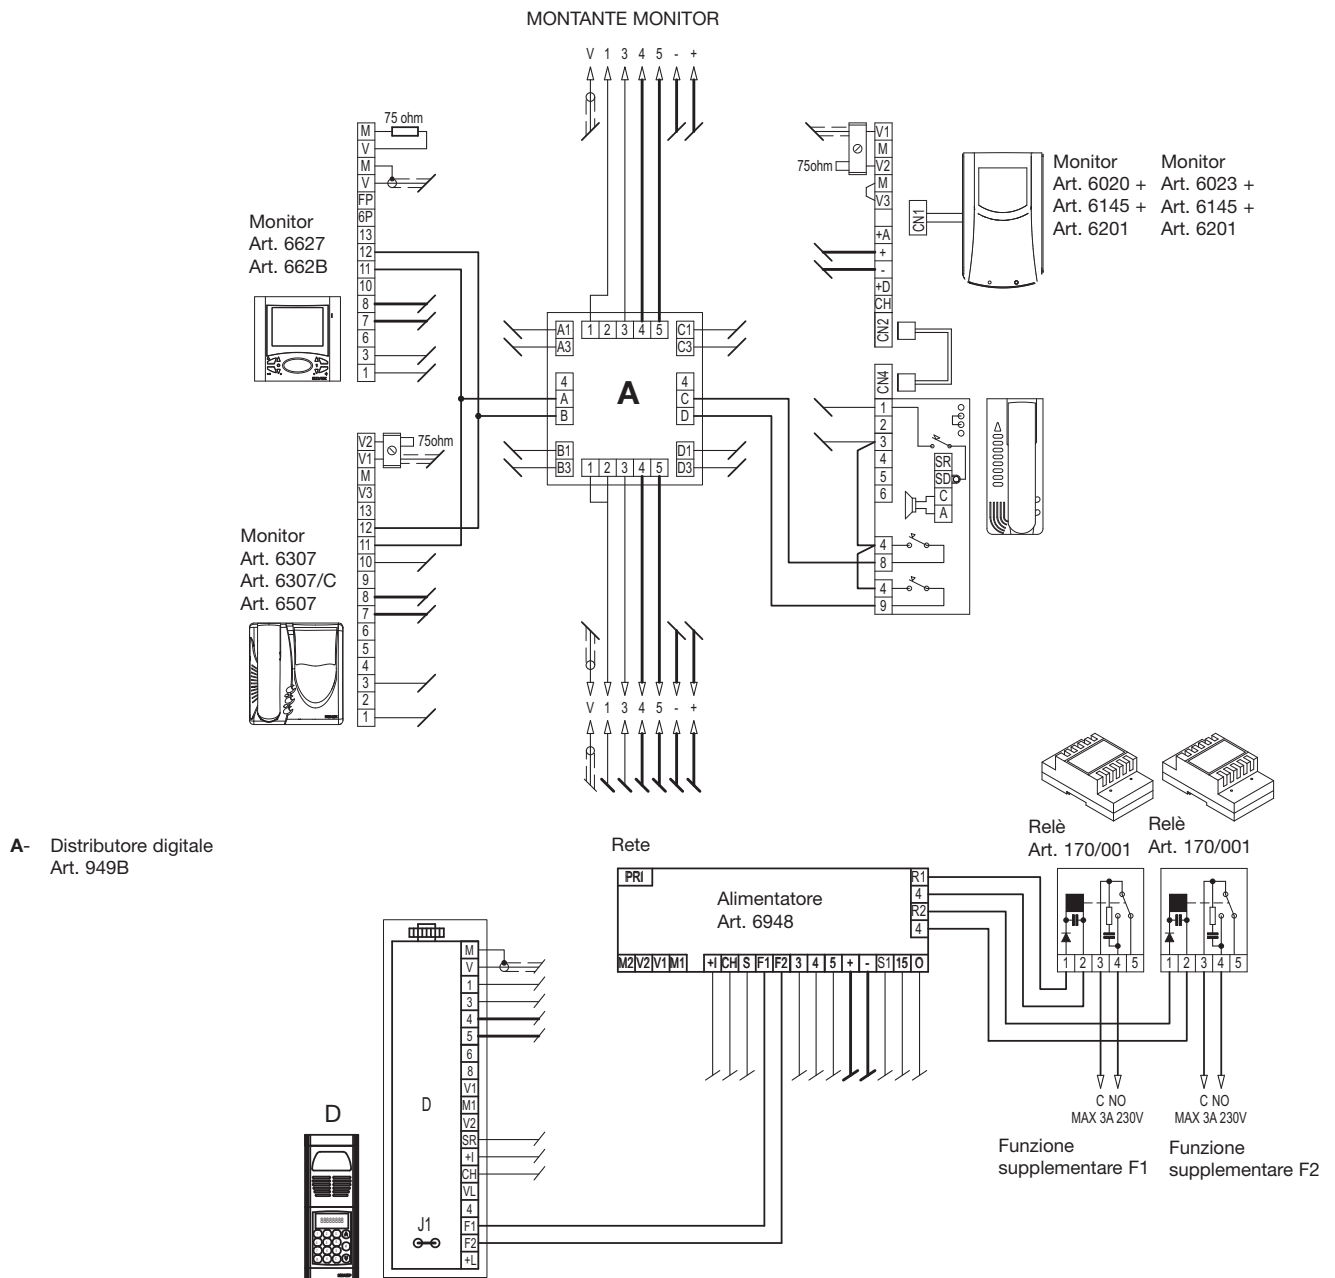 MONTANTE MONITOR
V 1 3 4 5 - +
75 ohm
M
V
M
V
FP
6P
13
12
11
10
8
7
6
3
1
Monitor
Art. 6627
Art. 662B
V1
M
V2
M
V3
+A
+
-
+D
CH
CN2
75ohm
CN1
Monitor
Art. 6020 +
Art. 6145 +
Art. 6201
Monitor
Art. 6023 +
Art. 6145 +
Art. 6201
A1
A3
1 2 3 4 5
C1
C3
4
A
B
A
4
C
D
B1
B3
1 2 3 4 5
D1
D3
CN4
1
2
3
4
5
6
SR
SD
C
A
4
8
4
9
V2
V1
M
V3
13
12
11
10
9
8
7
6
5
4
3
2
1
75ohm
Monitor
Art. 6307
Art. 6307/C
Art. 6507
V 1 3 4 5 - +
A- Distributore digitale
Art. 949B
Rete
PRI
Alimentatore
Art. 6948
R1
4
R2
4
M2 V2 V1 M1 +I CH S F1 F2 3 4 5 + - S1 15 O
Relè
Art. 170/001
Relè
Art. 170/001
1 2 3 4 5
1 2 3 4 5
C NO
MAX 3A 230V
C NO
MAX 3A 230V
Funzione
supplementare F1
Funzione
supplementare F2
D
D
J1
M
V
1
3
4
5
6
8
V1
M1
V2
SR
+I
CH
VL
4
F1
F2
+L